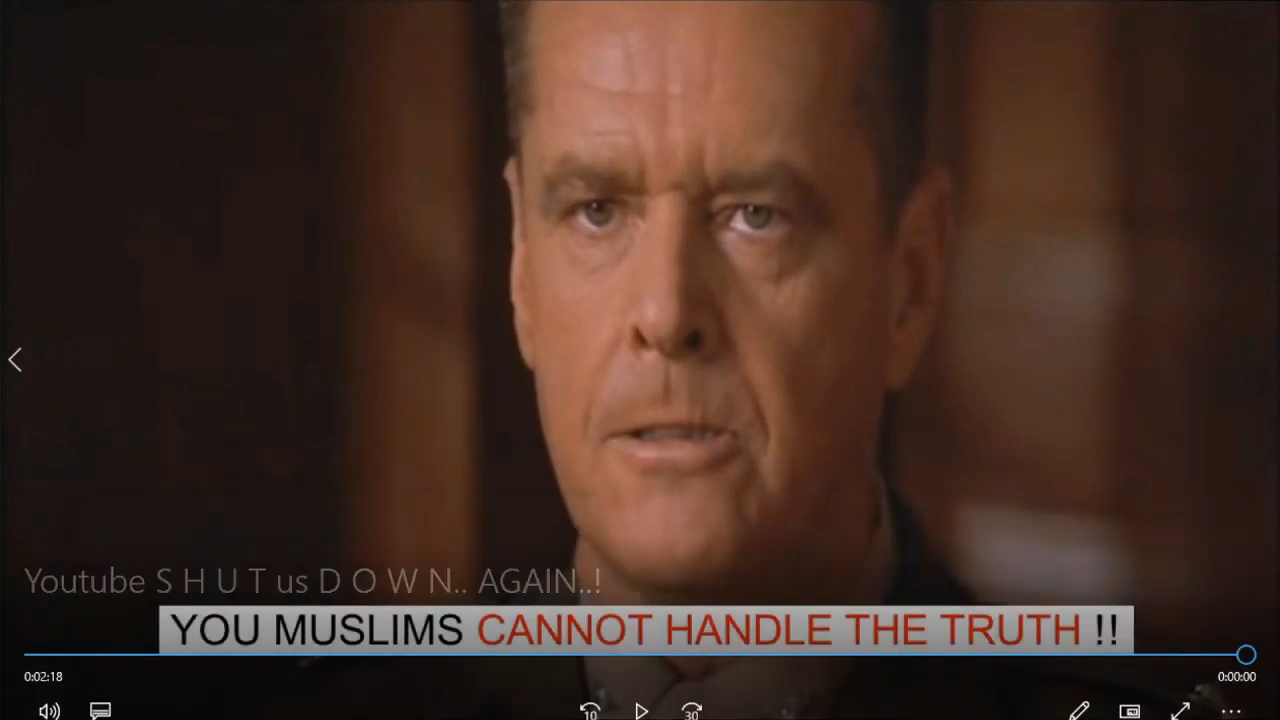 Youtube S H U T us D O W N.. AGAIN..!
YOU MUSLIMS CANNOT HANDLE THE TRUTH !!
0:02:18
0:00:00
10
30